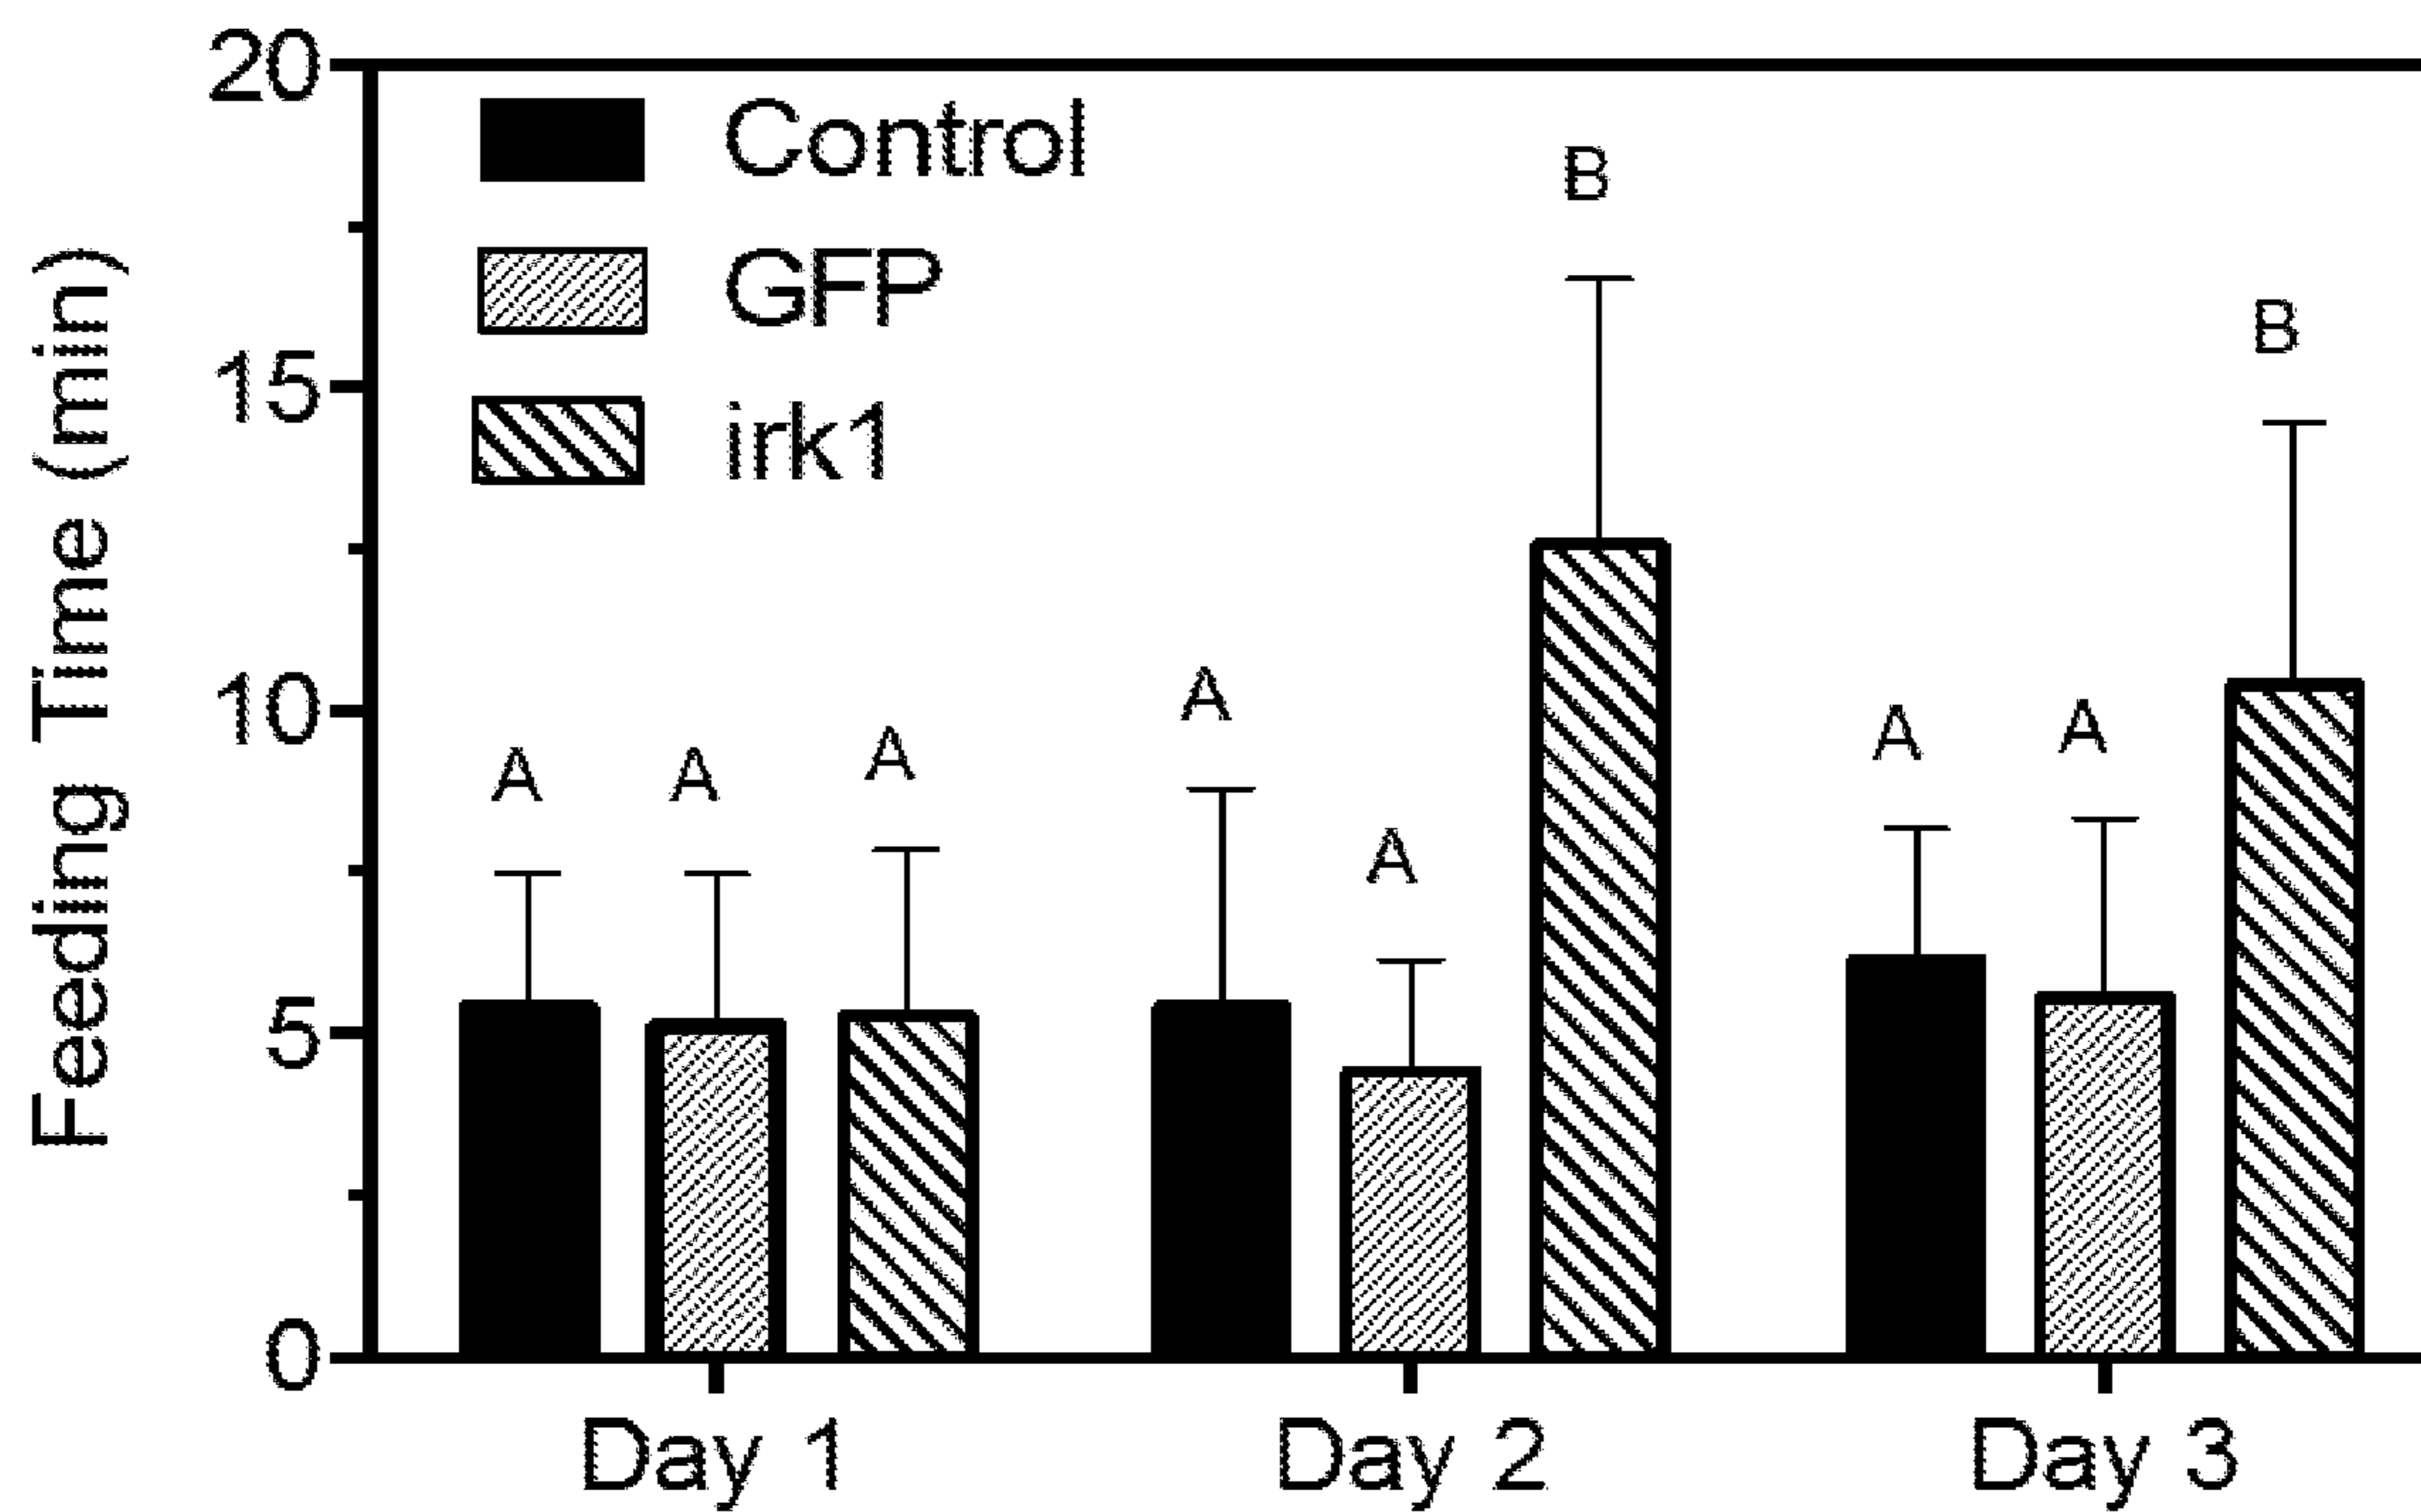 Feeding Time (min)
20
15
10
5
0
Control
GFP
irk1
A
A
A
A
A
B
A
A
B
Day 1
Day 2
Day 3